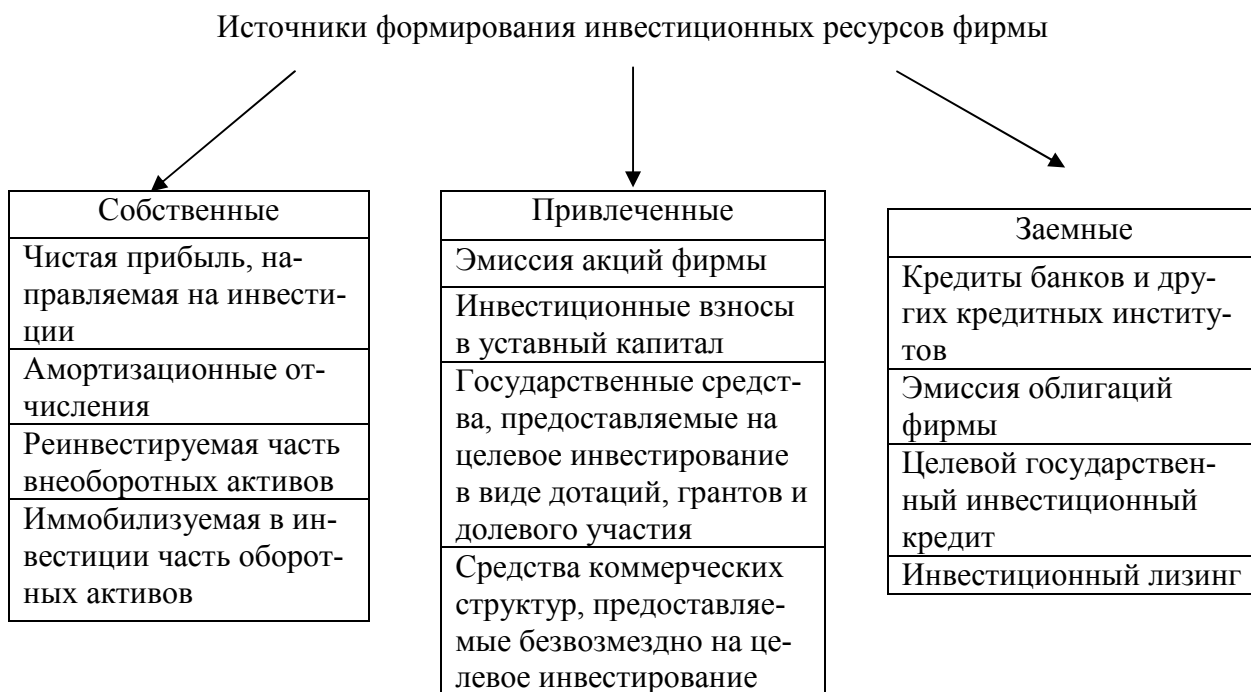 Источники формирования инвестиционных ресурсов фирмы
Собственные
Чистая прибыль, на-
правляемая на инвести-
ции
Амортизационные от-
числения
Реинвестируемая часть
внеоборотных активов
Иммобилизуемая в ин-
вестиции часть оборот-
ных активов
Привлеченные
Эмиссия акций фирмы
Инвестиционные взносы
в уставный капитал
Государственные средст-
ва, предоставляемые на
целевое инвестирование
в виде дотаций, грантов и
долевого участия
Средства коммерческих
структур, предоставляе-
мые безвозмездно на це-
левое инвестирование
Заемные
Кредиты банков и дру-
гих кредитных институ-
тов
Эмиссия облигаций
фирмы
Целевой государствен-
ный инвестиционный
кредит
Инвестиционный лизинг